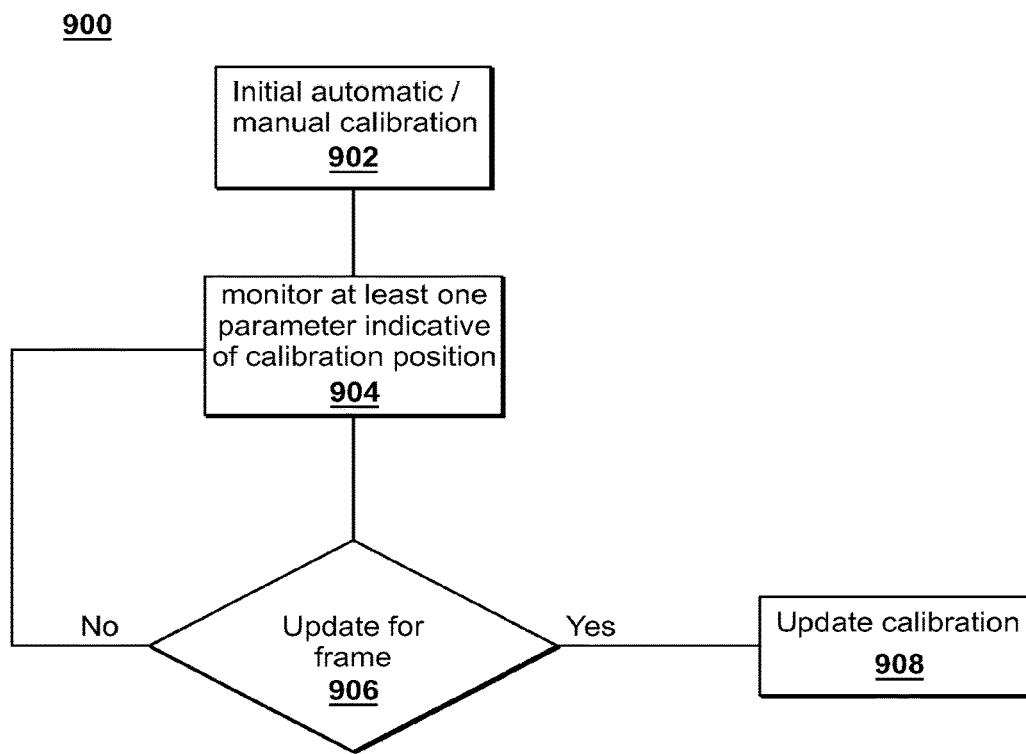 900
Initial automatic /
manual calibration
902
monitor at least one
parameter indicative
of calibration position
904
No
Update for
frame
906
Yes
Update calibration
908